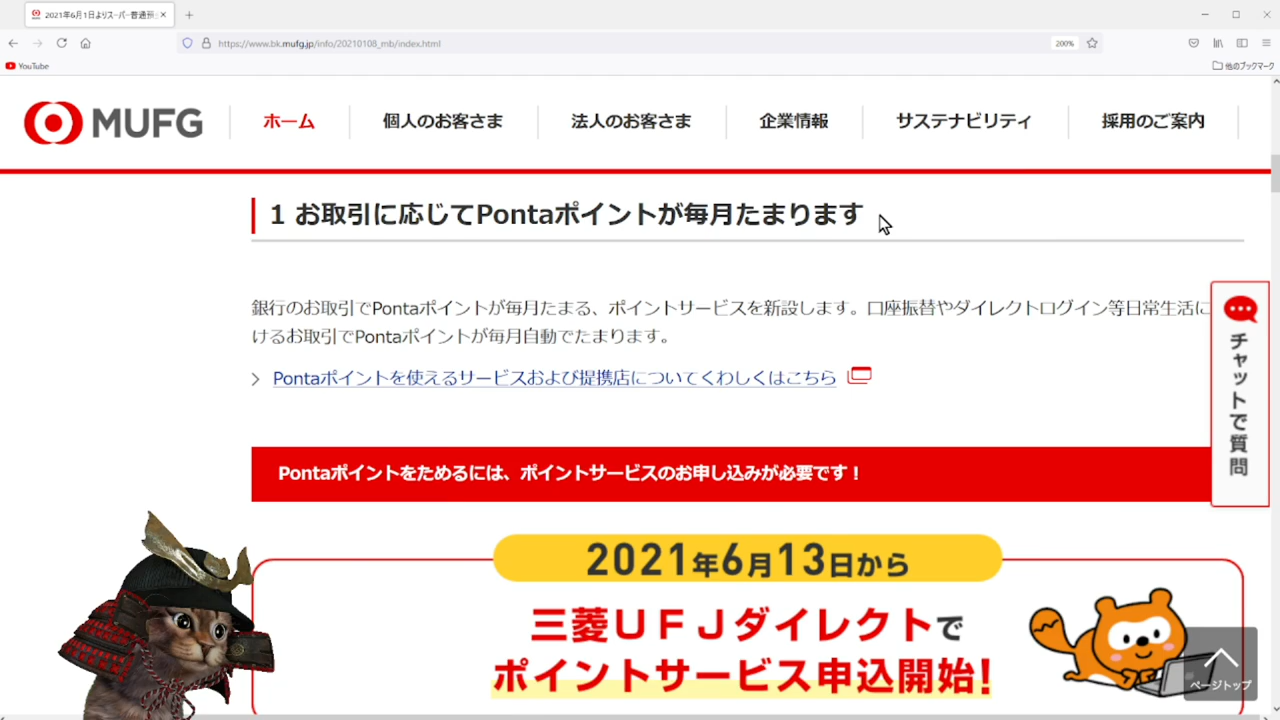 2021年6月1日よりスーパー普通預
https://www.bk.mufg.jp/info/20210108_mb/index.html
200%
YouTube
他のブックマーク
MUFG
ホーム
個人のお客さま
法人のお客さま
企業情報
サステナビリティ
採用のご案内
1 お取引に応じてPontaポイントが毎月たまります
銀行のお取引でPontaポイントが毎月たまる、ポイントサービスを新設します。口座振替やダイレクトログイン等日常生活に
けるお取引でPontaポイントが毎月自動でたまります。
Pontaポイントを使えるサービスおよび提携店についてくわしくはこちら
チャットで質問
Pontaポイントをためるには、ポイントサービスのお申し込みが必要です！
2021年6月13日から
三菱ＵＦＪダイレクトで
ポイントサービス申込開始!
ページトップ